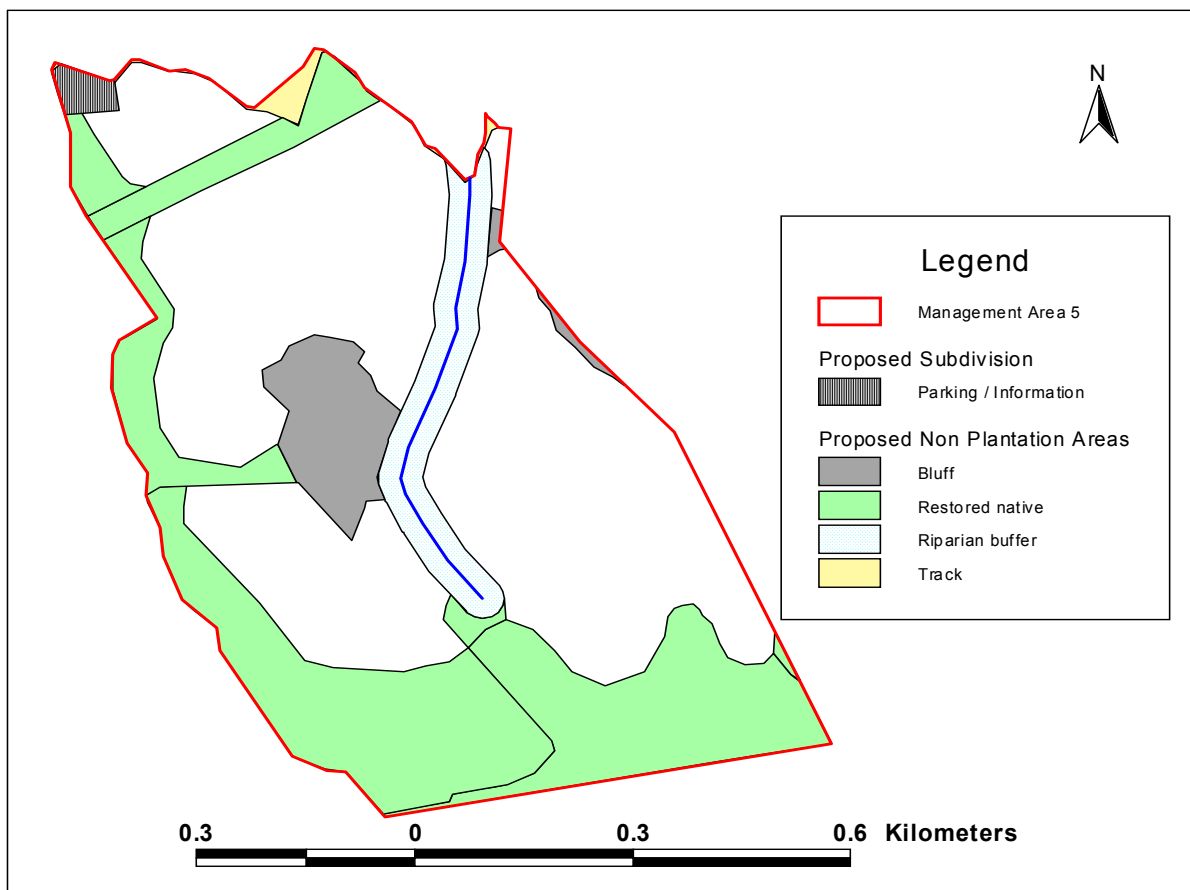 N
Legend
Management Area 5
Proposed Subdivision
Parking / Information
Proposed Non Plantation Areas
Bluff
Restored native
Riparian buffer
Track
0.3 0 0.3 0.6 Kilometers